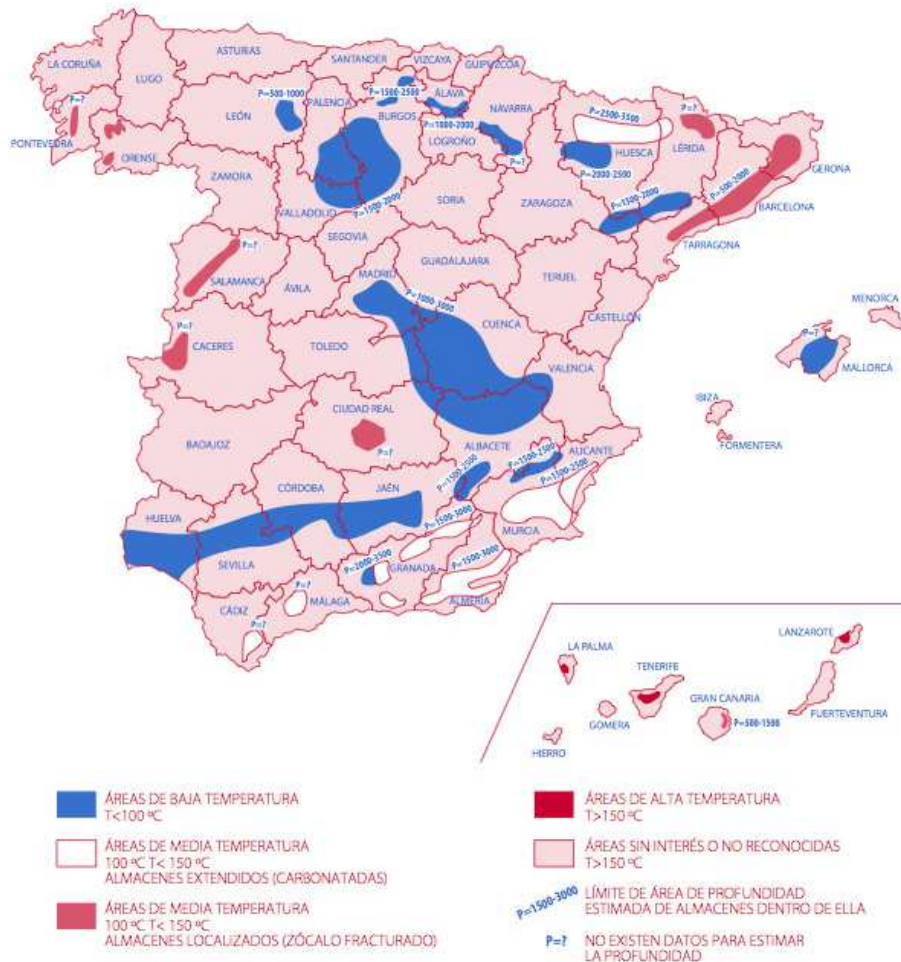 ASTURIAS
SANTANDER
VIZCAYA
GUIPUZCOA
LA CORUÑA
LUGO
ÁLAVA
NAVARRA
P=500-1000
P=1500-2500
PALENCIA
BURGOS
LEÓN
P=?
P=1000-2000
P=2500-3500
P=?
PONTEVEDRA
ORENSE
LOGROÑO
HUESCA
LÉRIDA
P=?
P=2000-2500
GERONA
ZAMORA
P=500-2000
P=1500-2000
BARCELONA
VALLADOLID
P=1500-2000
SORIA
ZARAGOZA
TARRAGONA
SEGOVIA
P=?
SALAMANCA
ÁVILA
MADRID
GUADALAJARA
TERUEL
P=1000-3000
MENORCA
CUENCA
CASTELLÓN
P=?
P=?
CACERES
TOLEDO
VALENCIA
MALLORCA
IBIZA
CIUDAD REAL
FORMENTERA
BADAJOZ
P=?
ALBACETE
AUCANTE
P=1500-2500
P=1500-2500
P=1500-2500
CÓRDOBA
JAÉN
HUELVA
P=1500-3000
MURCIA
SEVILLA
P=2000-3500
GRANADA
P=1500-3000
P=?
MÁLAGA
ALMERÍA
CÁDIZ
P=?
LANZAROTE
LA PALMA
TENERIFE
GRAN CANARIA
GOMERA
P=500-1500
FUERTEVENTURA
HIERRO
ÁREAS DE BAJA TEMPERATURA
T<100 ºC
ÁREAS DE MEDIA TEMPERATURA
100 ºC T< 150 ºC
ALMACENES EXTENDIDOS (CARBONATADAS)
ÁREAS DE MEDIA TEMPERATURA
100 ºC T< 150 ºC
ALMACENES LOCALIZADOS (ZÓCALO FRACTURADO)
ÁREAS DE ALTA TEMPERATURA
T>150 ºC
ÁREAS SIN INTERÉS O NO RECONOCIDAS
T>150 ºC
P=1500-3000
LÍMITE DE ÁREA DE PROFUNDIDAD
ESTIMADA DE ALMACENES DENTRO DE ELLA
P=?
NO EXISTEN DATOS PARA ESTIMAR
LA PROFUNDIDAD